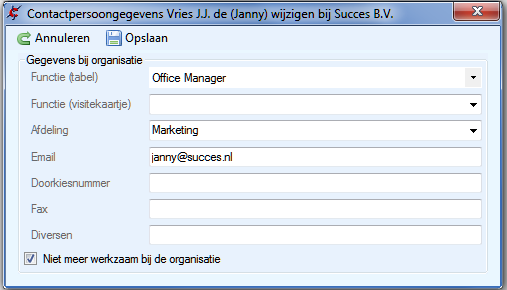 Contactpersoongegevens Vries J.J. de (Janny) wijzigen bij Succes B.V.
Annuleren Opslaan
Gegevens bij organisatie
Functie (tabel) Office Manager
Functie (visitekaartje)
Afdeling Marketing
Email janny@succes.nl
Doorkiesnummer
Fax
Diversen
Niet meer werkzaam bij de organisatie